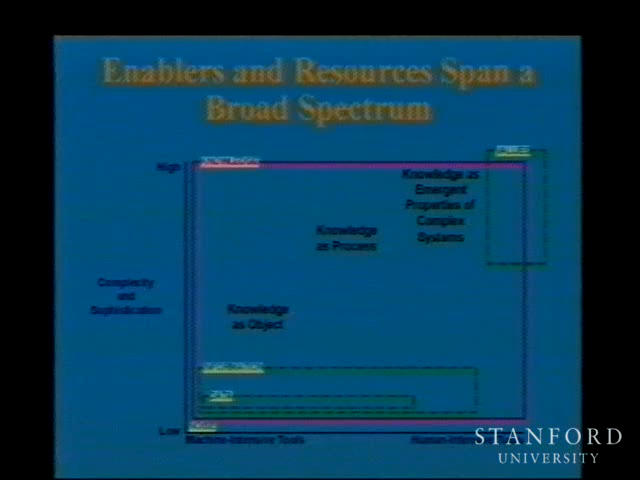 Enablers and Resources Span a
Broad Spectrum
High
Knowledge as
Emergent
Properties of
Complex
Systems
Knowledge
as Process
Complexity
and
Sophistication
Knowledge
as Object
Low
Machine-Intensive Tools
STANFORD
UNIVERSITY